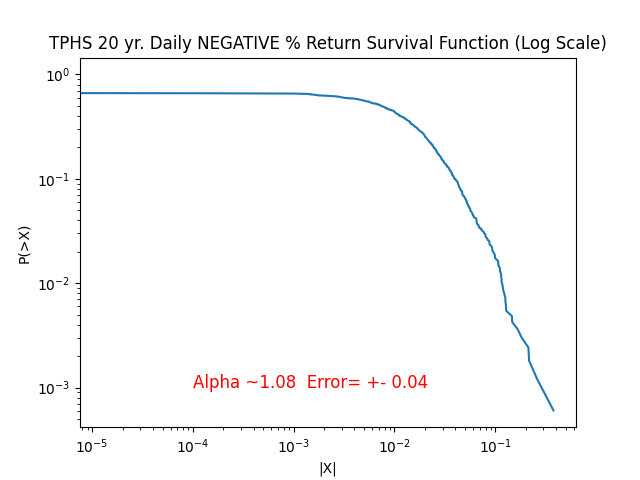 TPHS 20 yr. Daily NEGATIVE % Return Survival Function (Log Scale)
10⁰
10⁻¹
10⁻²
10⁻³
P(>X)
Alpha ~1.08  Error= +- 0.04
10⁻⁵ 10⁻⁴ 10⁻³ 10⁻² 10⁻¹
|X|